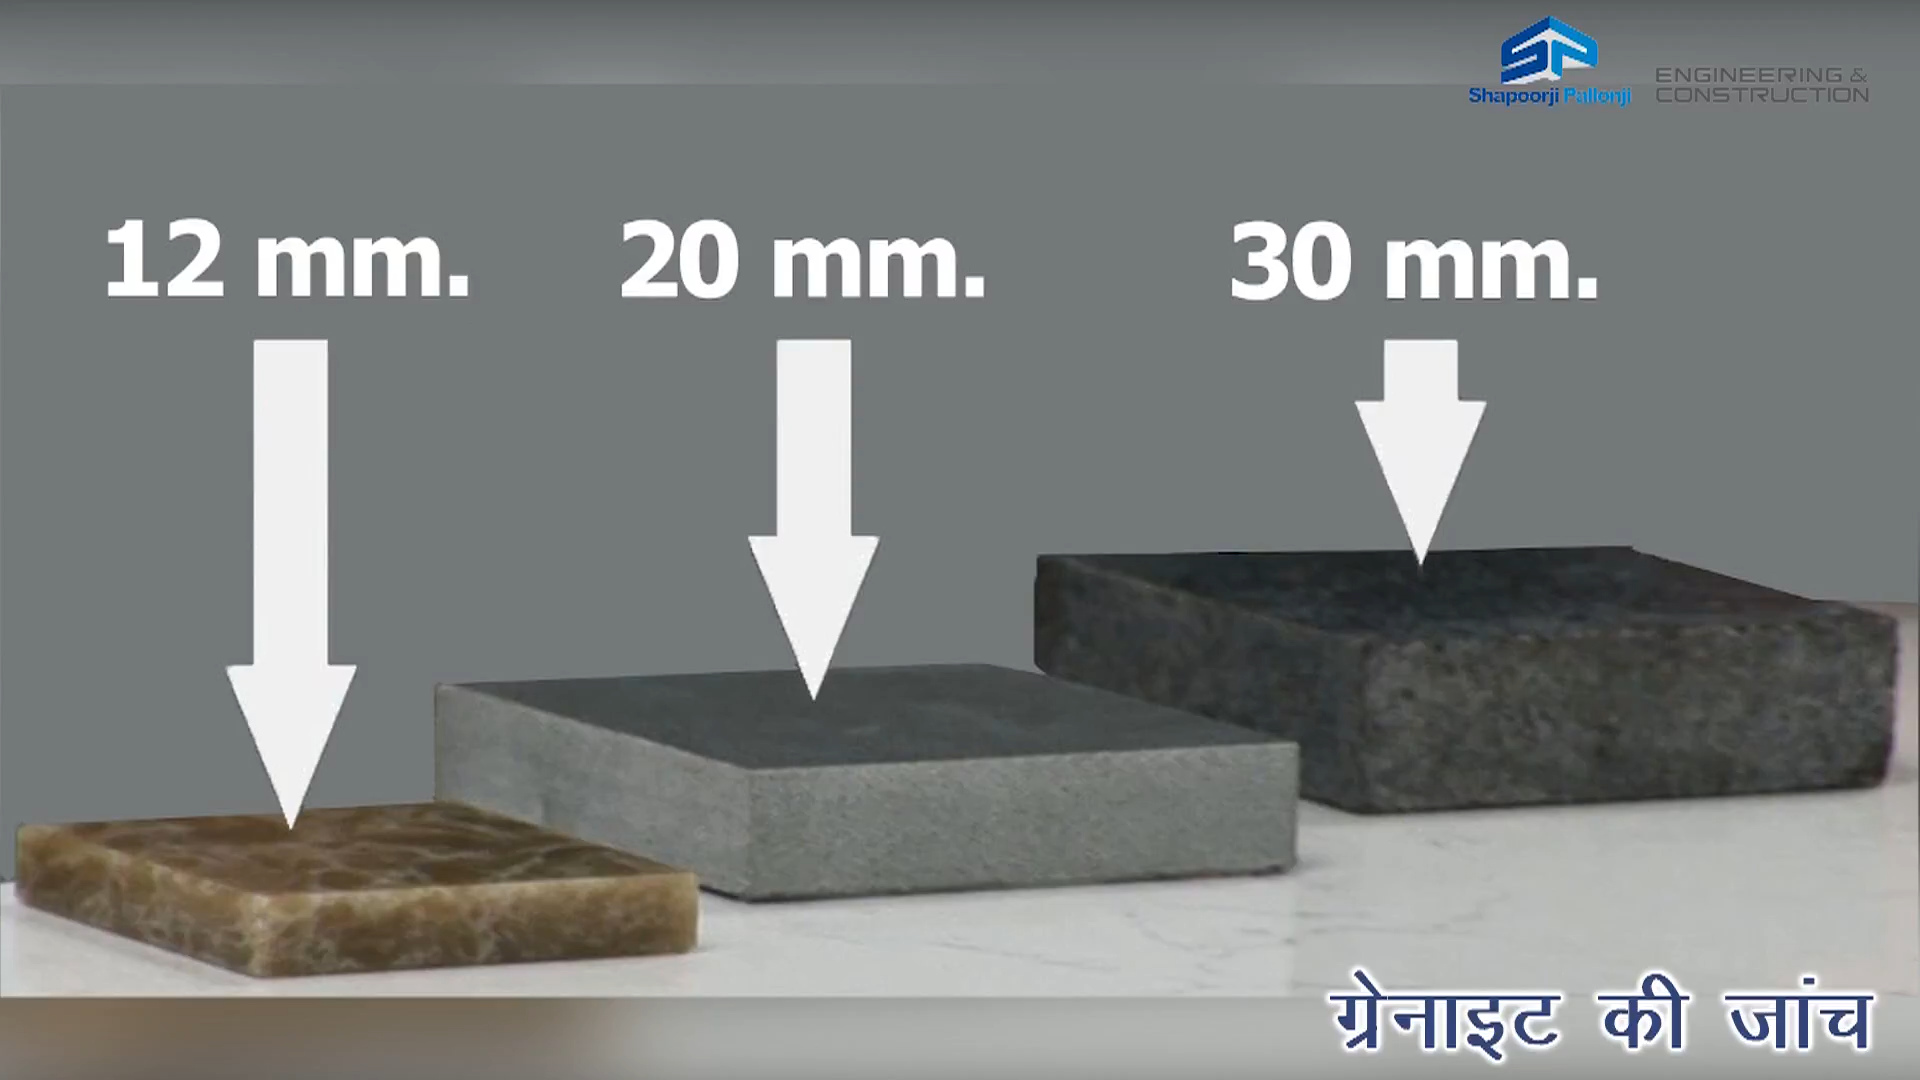 Shapoorji Pallonji
ENGINEERING &
CONSTRUCTION
12 mm.
20 mm.
30 mm.
ग्रेनाइट की जांच